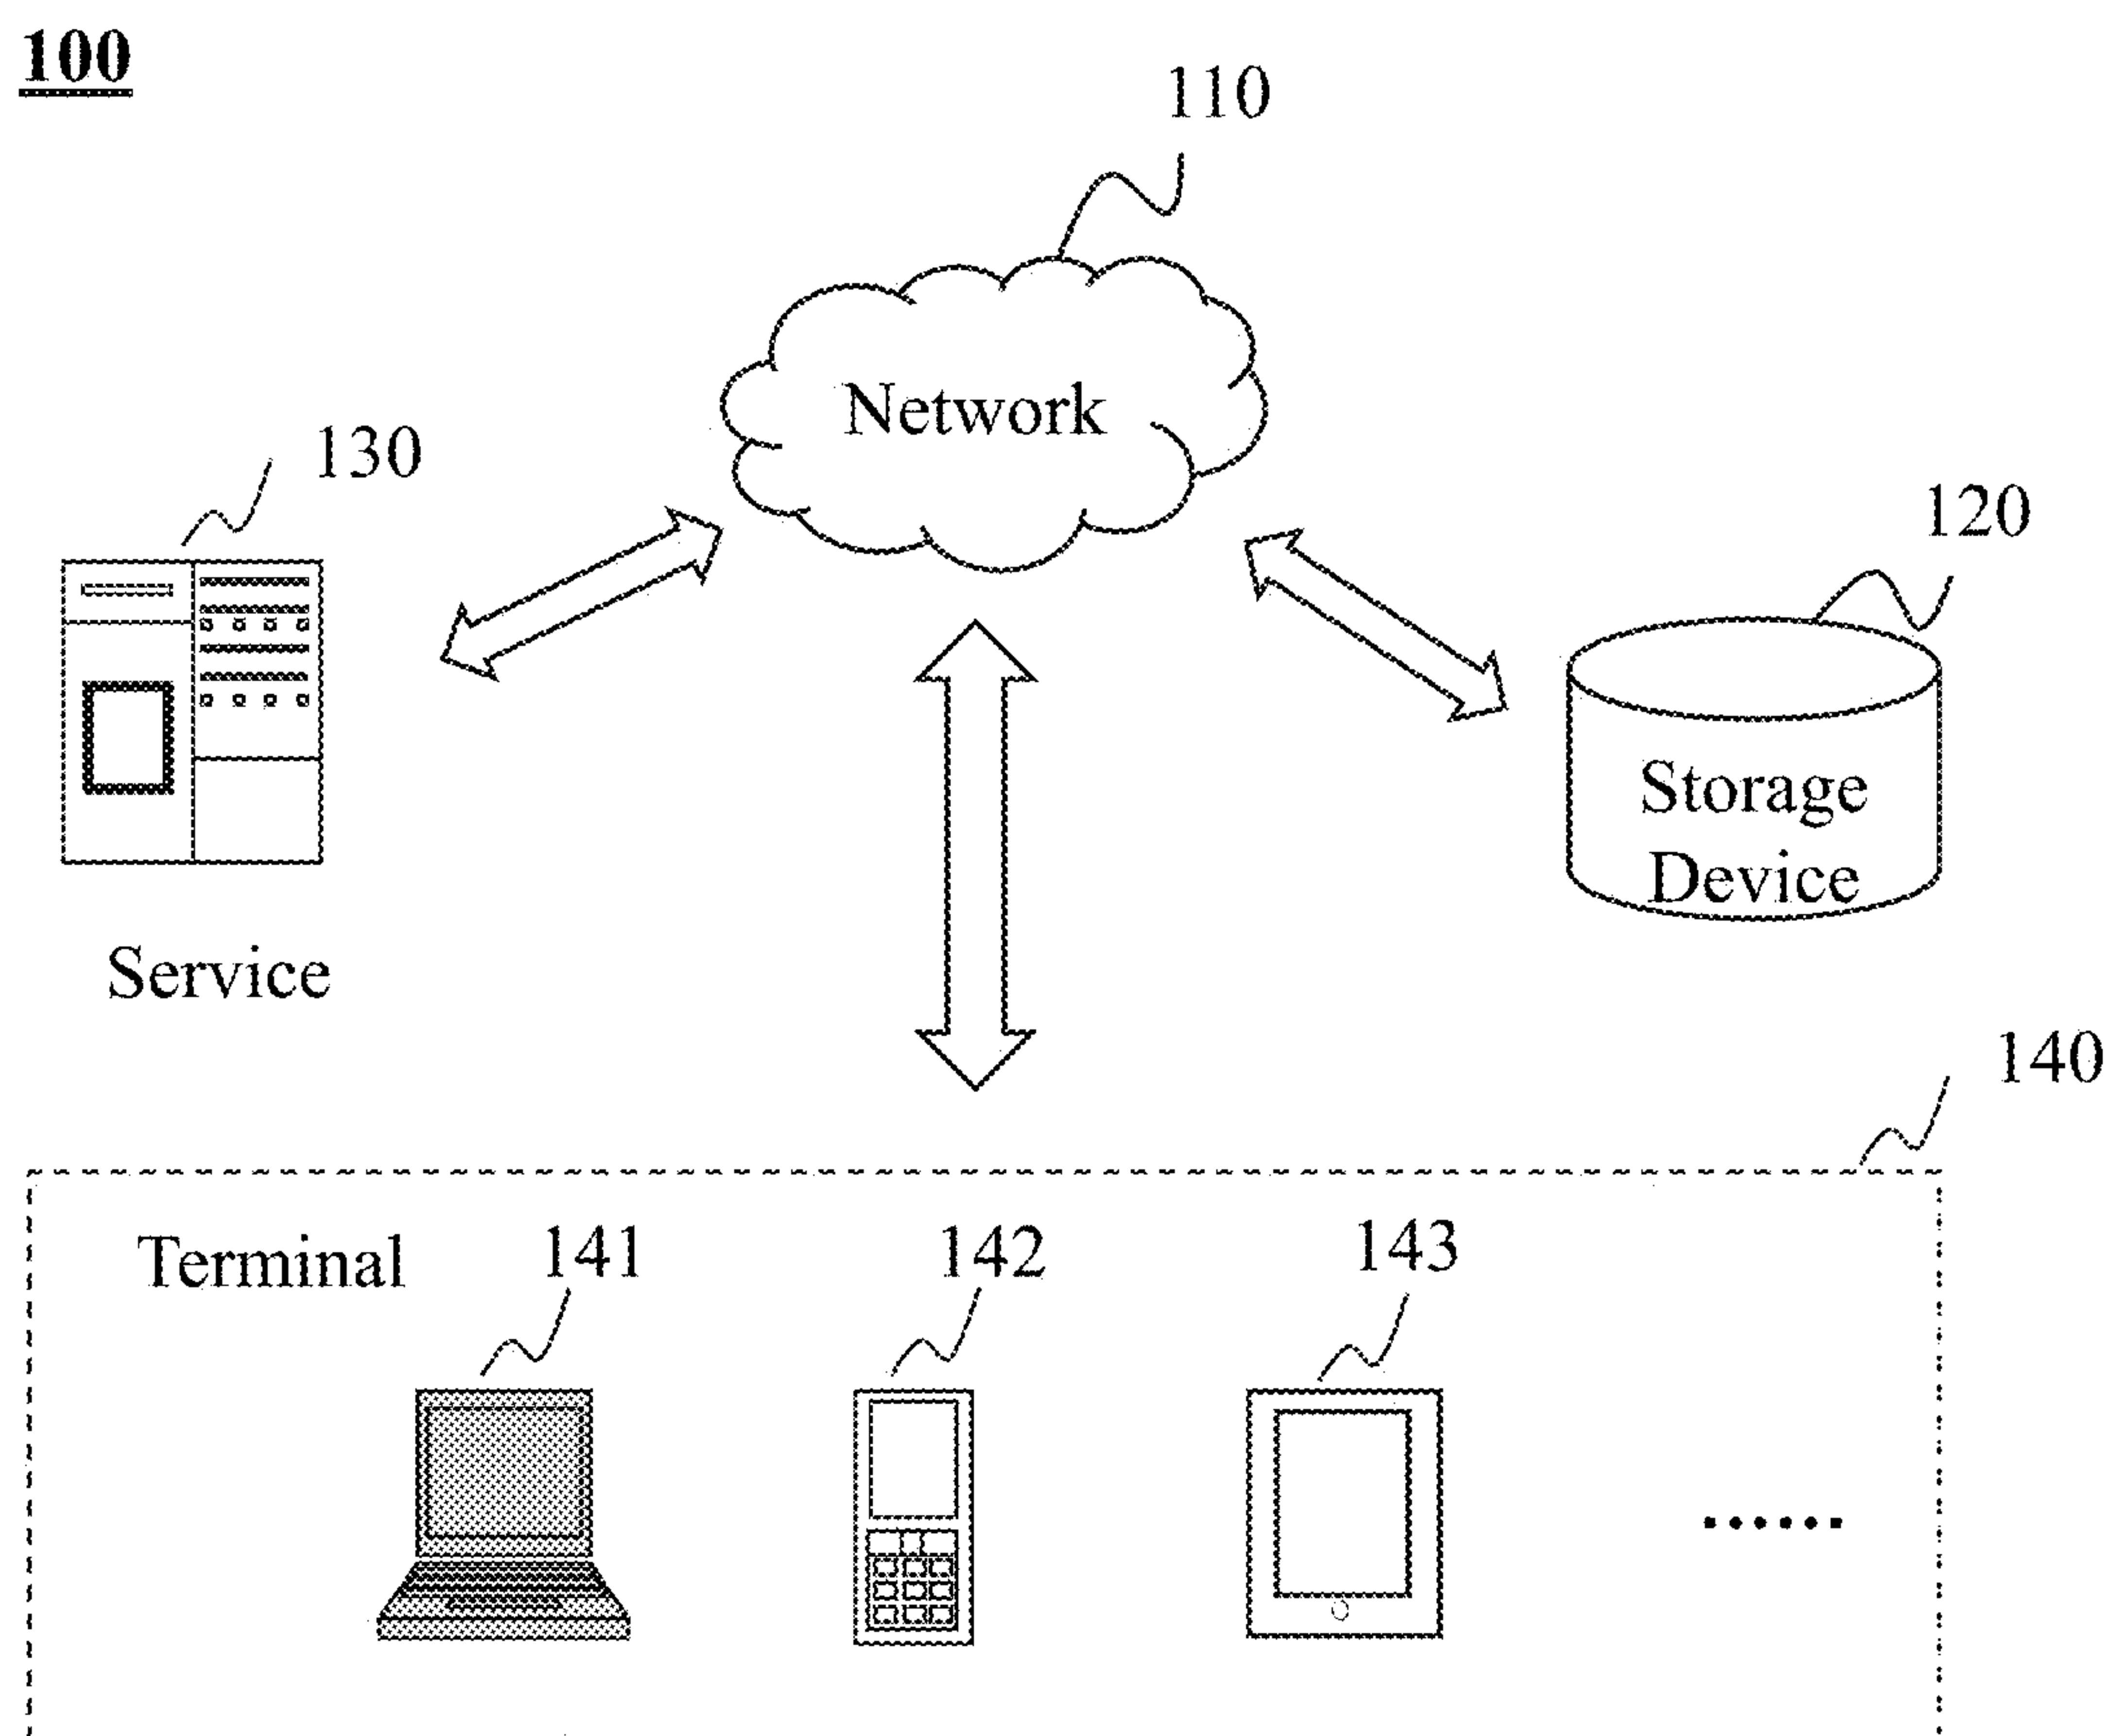 100
110
Network
130
120
Storage
Device
Service
140
Terminal
141
142
143
......